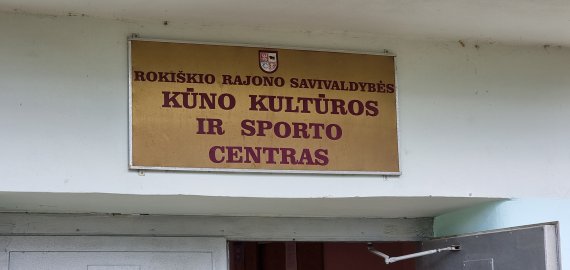 ROKIŠKIO RAJONO SAVIVALDYBĖS
KŪNO KULTŪROS
IR SPORTO
CENTRAS